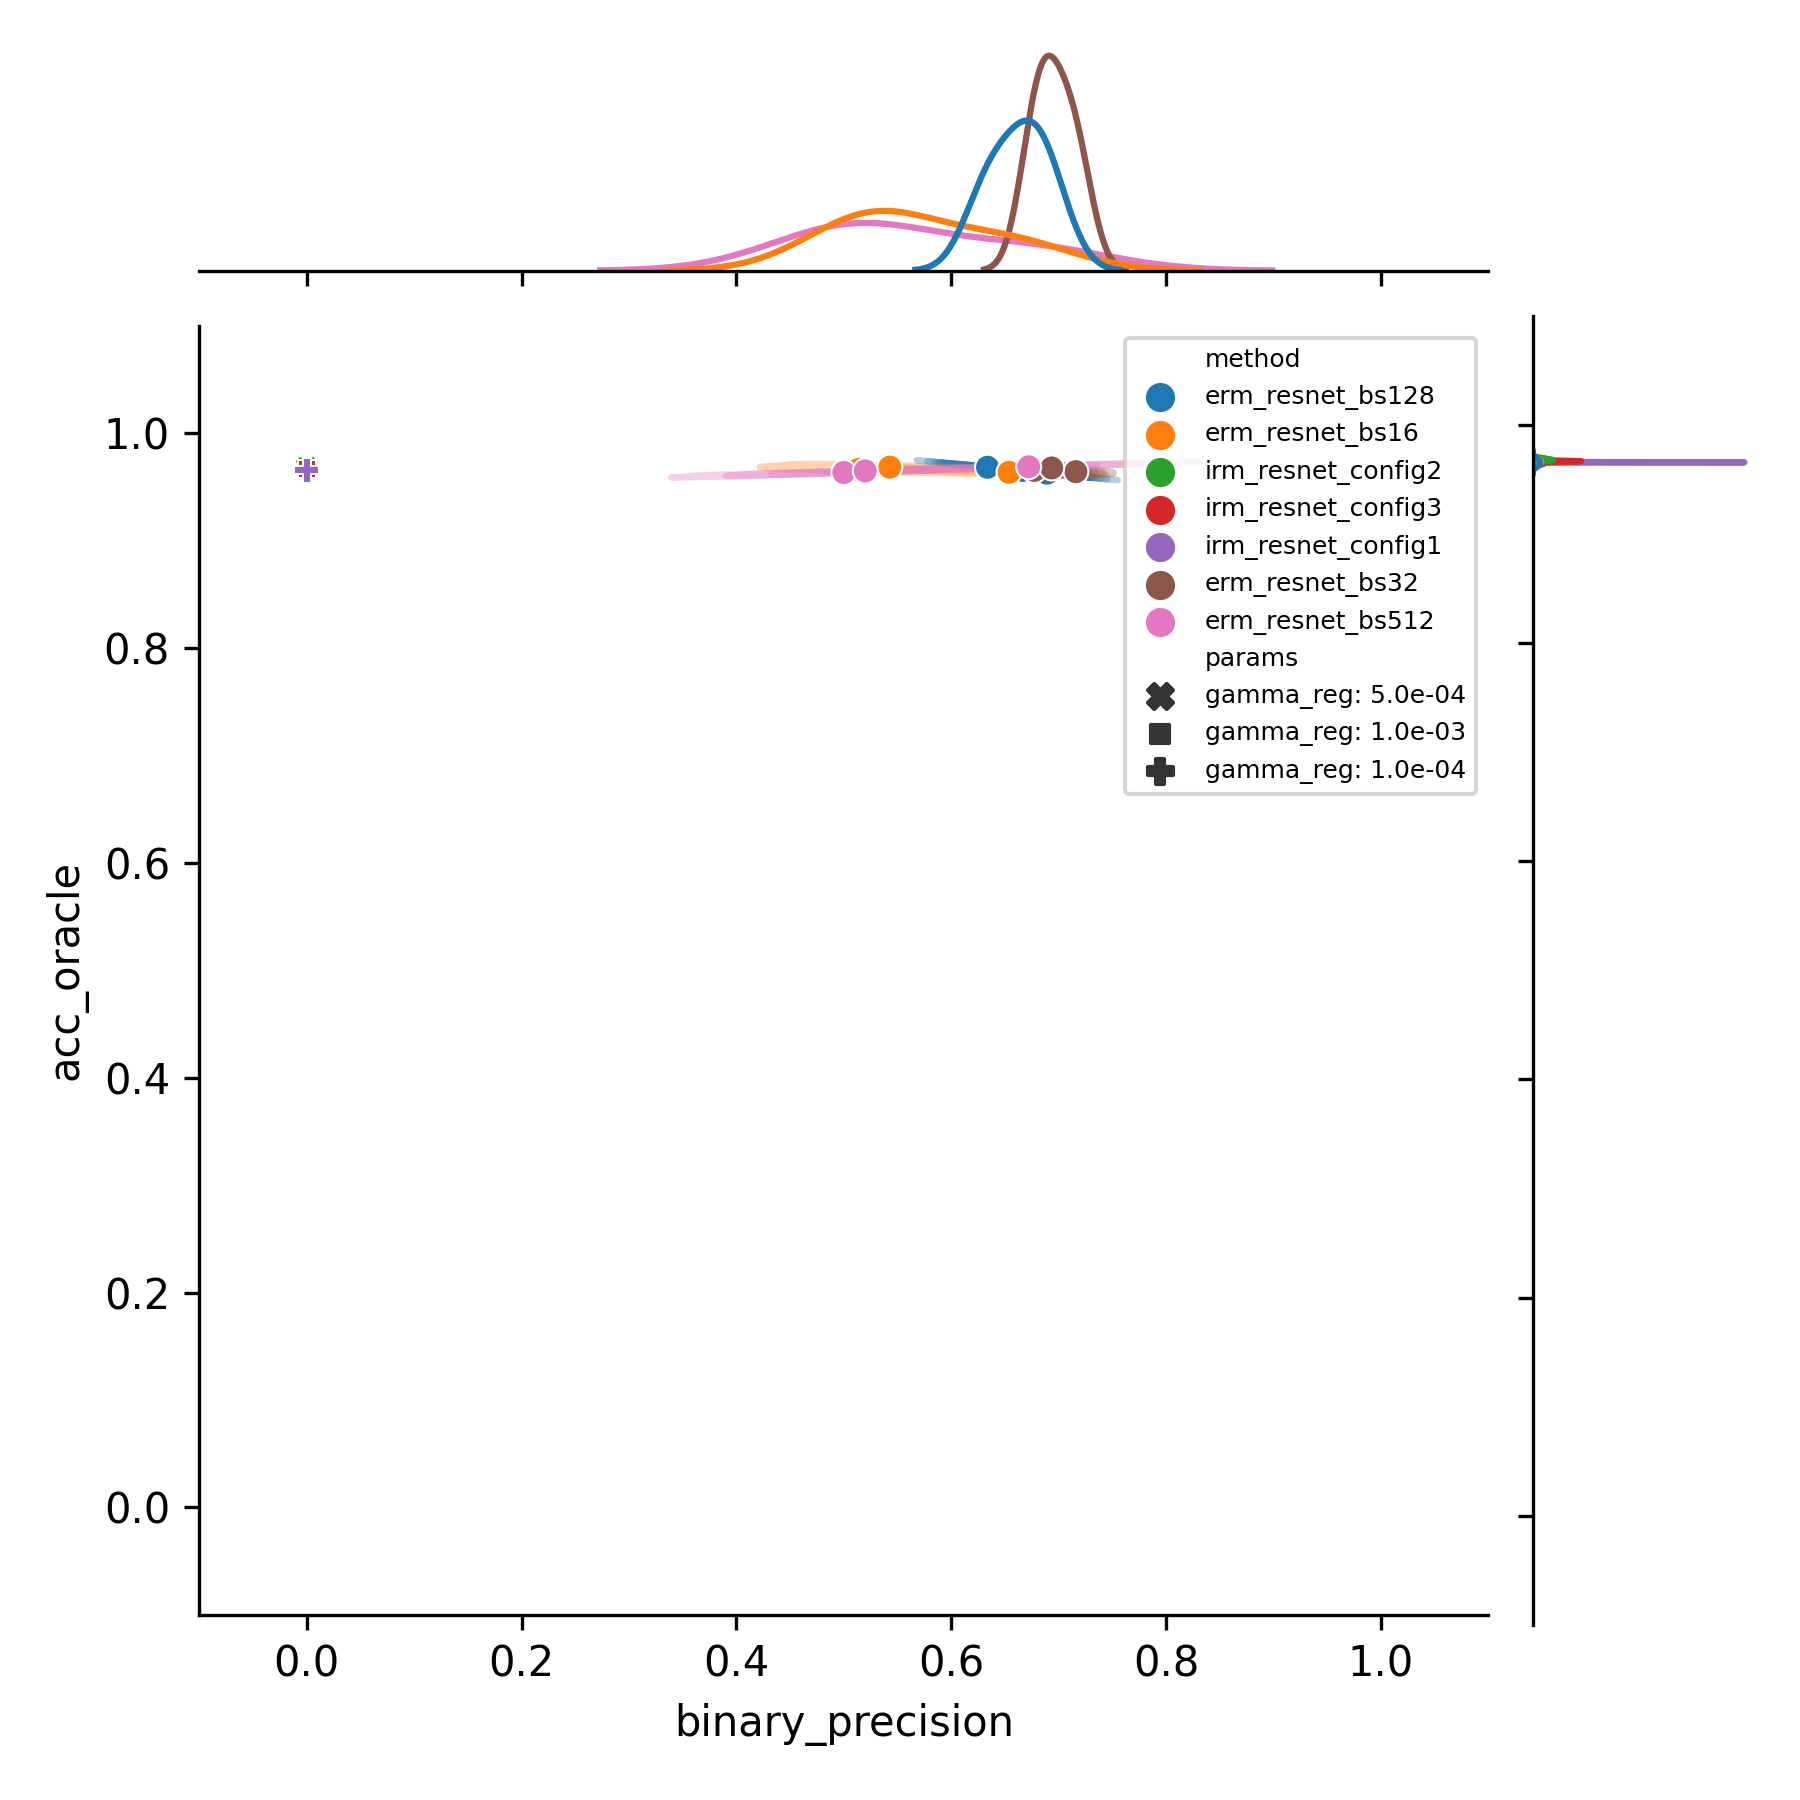 method
erm_resnet_bs128
erm_resnet_bs16
irm_resnet_config2
irm_resnet_config3
irm_resnet_config1
erm_resnet_bs32
erm_resnet_bs512
params
gamma_reg: 5.0e-04
gamma_reg: 1.0e-03
gamma_reg: 1.0e-04
1.0
0.8
0.6
0.4
0.2
0.0
acc_oracle
0.0 0.2 0.4 0.6 0.8 1.0
binary_precision